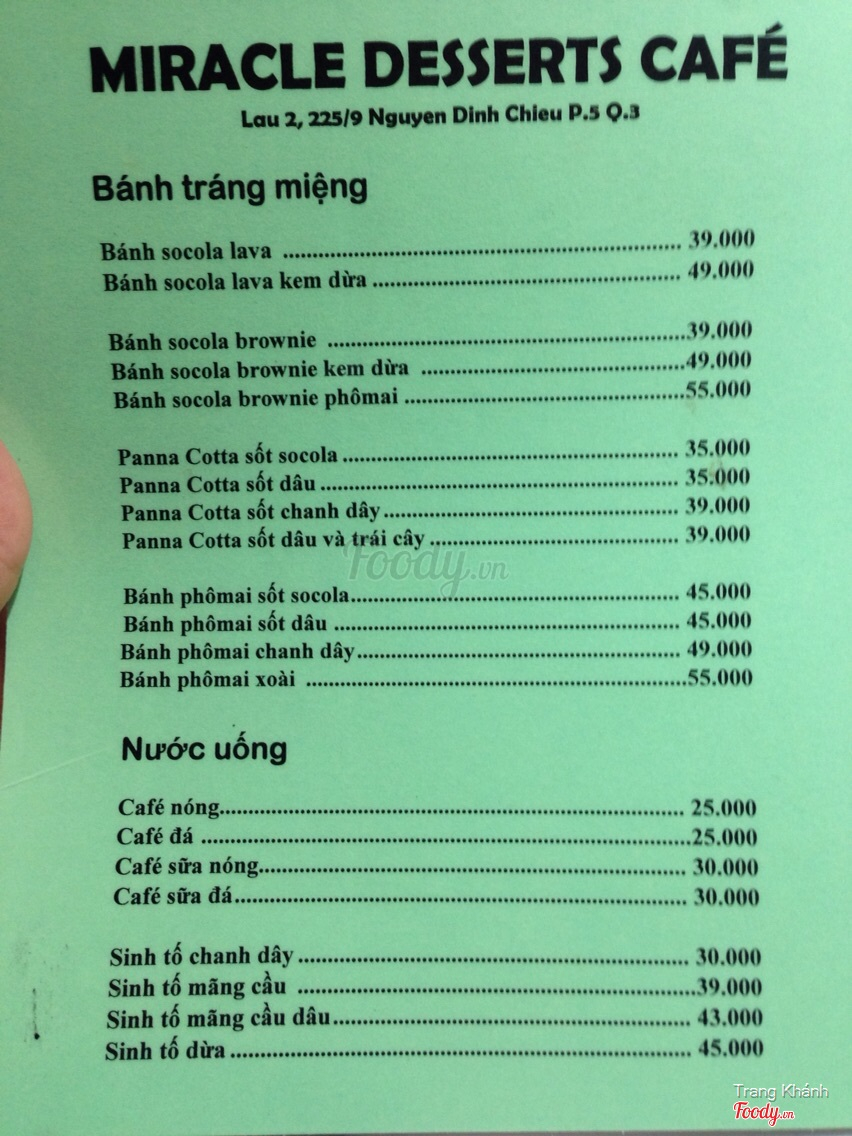 MIRACLE DESSERTS CAFÉ
Lau 2, 225/9 Nguyen Dinh Chieu P.5 Q.3
Bánh tráng miệng
Bánh socola lava ........................................................ 39.000
Bánh socola lava kem dừa ............................................ 49.000
Bánh socola brownie ...................................................39.000
Bánh socola brownie kem dừa ......................................49.000
Bánh socola brownie phômai ........................................55.000
Panna Cotta sốt socola ................................................ 35.000
Panna Cotta sốt dâu .................................................... 35.000
Panna Cotta sốt chanh dây ........................................... 39.000
Panna Cotta sốt dâu và trái cây ..................................... 39.000
Foody.vn
Bánh phômai sốt socola............................................... 45.000
Bánh phômai sốt dâu .................................................. 45.000
Bánh phômai chanh dây............................................... 49.000
Bánh phômai xoài ......................................................55.000
Nước uống
Café nóng.................................................................. 25.000
Café đá .....................................................................25.000
Café sữa nóng............................................................. 30.000
Café sữa đá................................................................ 30.000
Sinh tố chanh dây ....................................................... 30.000
Sinh tố mãng cầu ........................................................39.000
Sinh tố mãng cầu dâu................................................... 43.000
Sinh tố dừa ................................................................ 45.000
Trang Khánh
Foody.vn